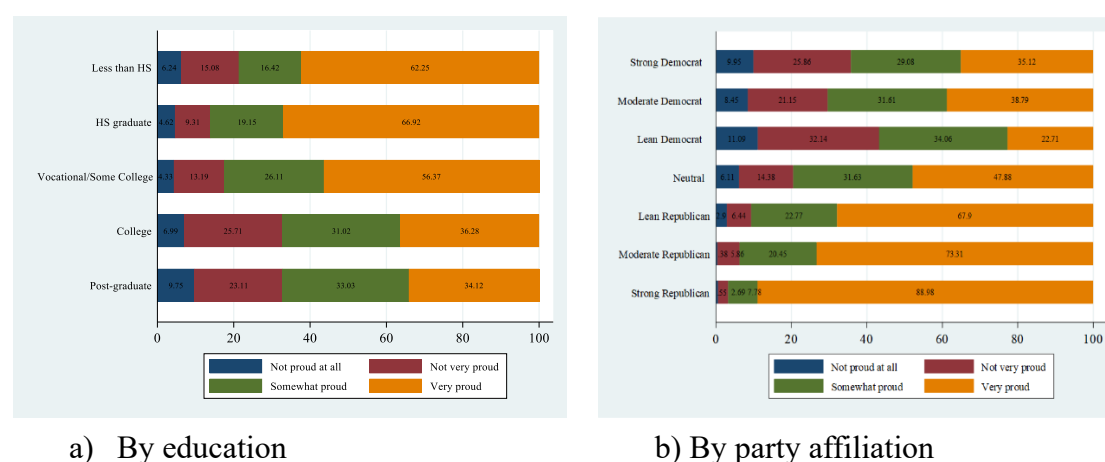 Less than HS 6.24 15.08 16.42 62.25
HS graduate 4.62 9.31 19.15 66.92
Vocational/Some College 4.33 13.19 26.11 56.37
College 6.99 25.71 31.02 36.28
Post-graduate 9.75 23.11 33.03 34.12
0 20 40 60 80 100
Not proud at all Not very proud
Somewhat proud Very proud
a) By education
Strong Democrat 9.95 25.86 29.08 35.12
Moderate Democrat 8.45 21.15 31.61 38.79
Lean Democrat 11.09 32.14 34.06 22.71
Neutral 6.11 14.38 31.63 47.88
Lean Republican 2.9 6.44 22.77 67.9
Moderate Republican .38 5.86 20.45 73.31
Strong Republican .55 2.69 7.78 88.98
0 20 40 60 80 100
Not proud at all Not very proud
Somewhat proud Very proud
b) By party affiliation